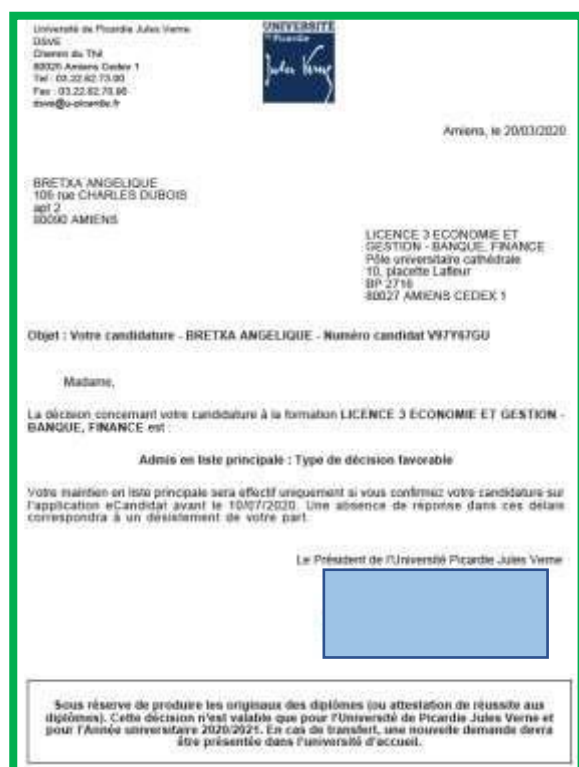 Université de Picardie Jules Verne
DSVE
Chemin du Thil
80025 Amiens Cedex 1
Tel : 03.22.82.73.00
Fax : 03.22.82.70.
dsve@u-picardie.fr
UNIVERSITÉ
de Picardie
Jules Verne
Amiens, le 20/03/2020
BRETXA ANGELIQUE
106 rue CHARLES DUBOIS
apt 2
80090 AMIENS
LICENCE 3 ECONOMIE ET
GESTION - BANQUE, FINANCE
Pôle universitaire cathédrale
10, placette Lafleur
BP 2716
80027 AMIENS CEDEX 1
Objet : Votre candidature - BRETXA ANGELIQUE - Numéro candidat V97Y67GU
Madame,
La décision concernant votre candidature à la formation LICENCE 3 ECONOMIE ET GESTION -
BANQUE, FINANCE est :
Admis en liste principale : Type de décision favorable
Votre maintien en liste principale sera effectif uniquement si vous confirmez votre candidature sur
l'application eCandidat avant le 10/07/2020. Une absence de réponse dans ces délais
correspondra à un désistement de votre part.
Le Président de l'Université Picardie Jules Verne
Sous réserve de produire les originaux des diplômes (ou attestation de réussite aux
diplômes). Cette décision n'est valable que pour l'Université de Picardie Jules Verne et
pour l'Année universitaire 2020/2021. En cas de transfert, une nouvelle demande devra
être présentée dans l'université d'accueil.